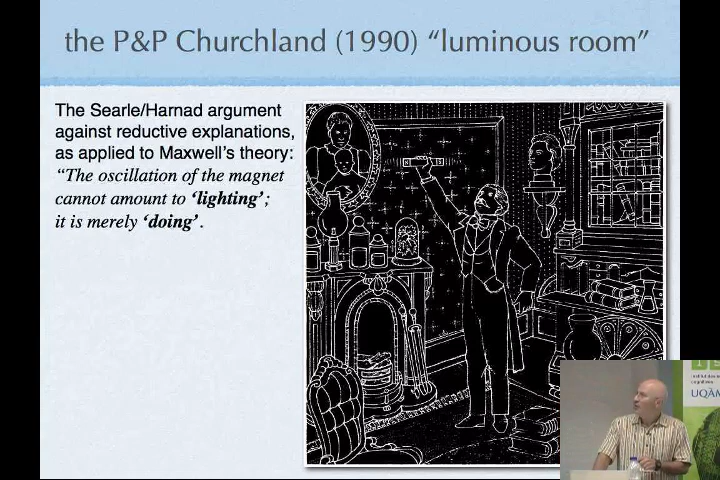 the P&P Churchland (1990) “luminous room”
The Searle/Harnad argument
against reductive explanations,
as applied to Maxwell’s theory:
“The oscillation of the magnet
cannot amount to ‘lighting’;
it is merely ‘doing’.
UQÀM